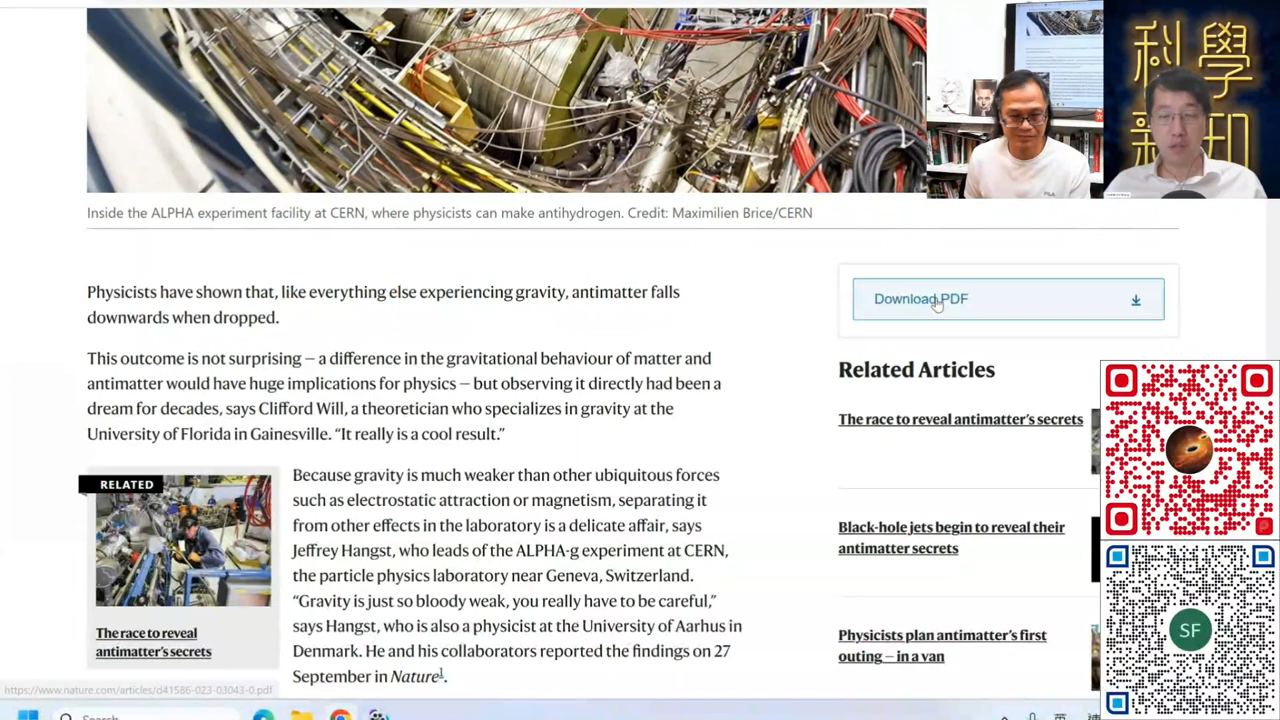 科學
新知
FILA
Inside the ALPHA experiment facility at CERN, where physicists can make antihydrogen. Credit: Maximilien Brice/CERN
Physicists have shown that, like everything else experiencing gravity, antimatter falls
downwards when dropped.
This outcome is not surprising — a difference in the gravitational behaviour of matter and
antimatter would have huge implications for physics — but observing it directly had been a
dream for decades, says Clifford Will, a theoretician who specializes in gravity at the
University of Florida in Gainesville. “It really is a cool result.”
RELATED
The race to reveal
antimatter’s secrets
Because gravity is much weaker than other ubiquitous forces
such as electrostatic attraction or magnetism, separating it
from other effects in the laboratory is a delicate affair, says
Jeffrey Hangst, who leads of the ALPHA-g experiment at CERN,
the particle physics laboratory near Geneva, Switzerland.
“Gravity is just so bloody weak, you really have to be careful,”
says Hangst, who is also a physicist at the University of Aarhus in
Denmark. He and his collaborators reported the findings on 27
September in Nature1.
Download PDF
Related Articles
The race to reveal antimatter’s secrets
Black-hole jets begin to reveal their
antimatter secrets
Physicists plan antimatter’s first
outing — in a van
SF
https://www.nature.com/articles/d41586-023-03043-0.pdf
Search